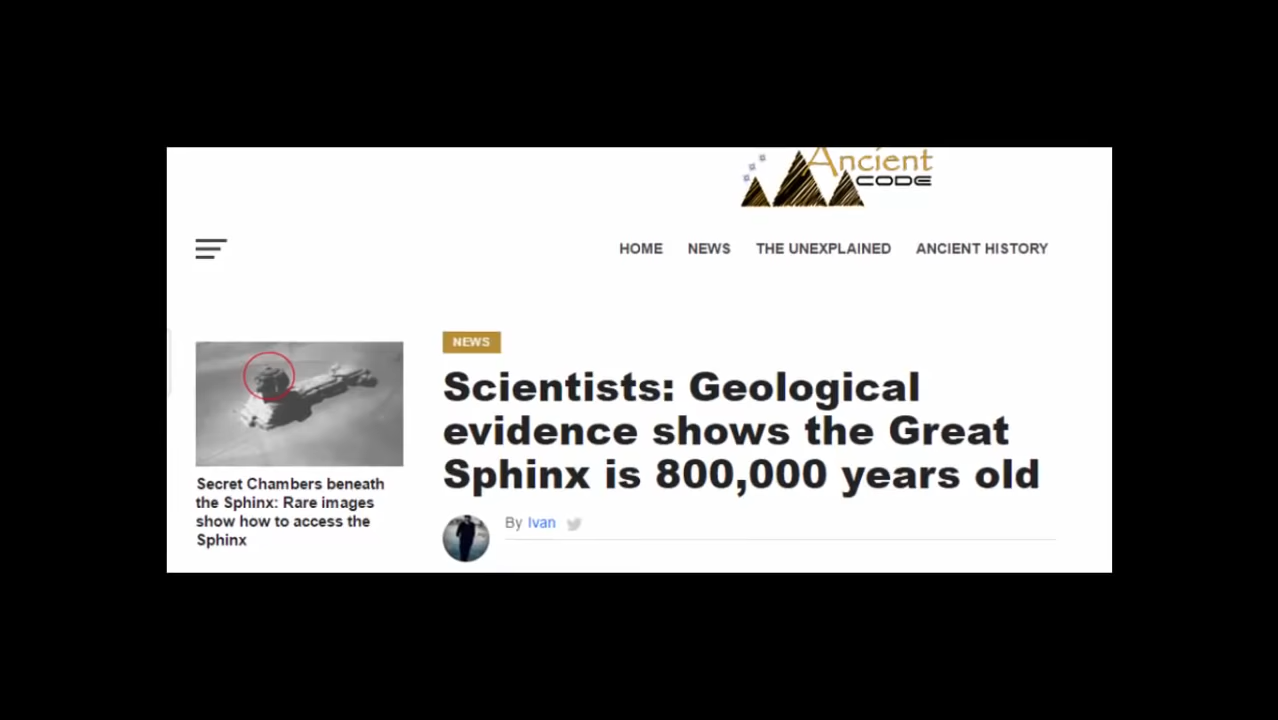 Ancient
CODE
HOME NEWS THE UNEXPLAINED ANCIENT HISTORY
NEWS
Scientists: Geological
evidence shows the Great
Sphinx is 800,000 years old
By Ivan
Secret Chambers beneath
the Sphinx: Rare images
show how to access the
Sphinx